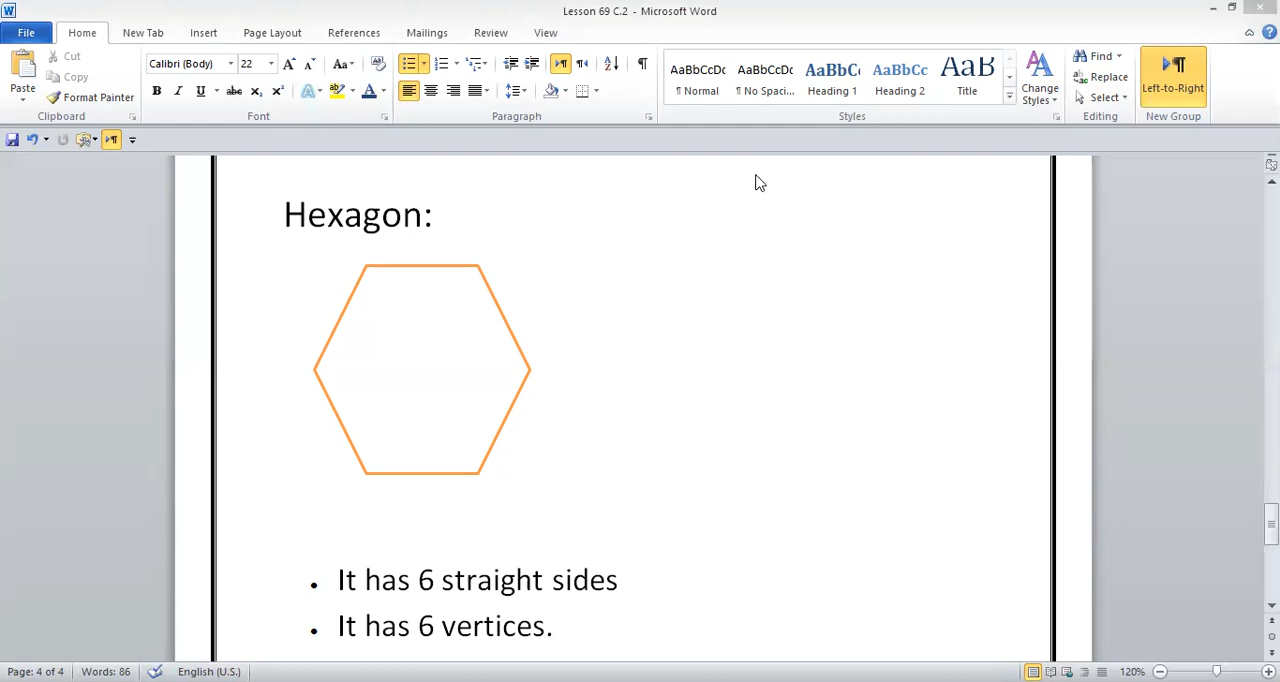 Lesson 69 C.2 - Microsoft Word
File Home New Tab Insert Page Layout References Mailings Review View
Paste
Cut
Copy
Format Painter
Clipboard
Calibri (Body) 22
Font
Paragraph
AaBbCcDc AaBbCcDc AaBbC AaBbCc AaB
¶ Normal ¶ No Spaci... Heading 1 Heading 2 Title
Change Styles
Styles
Find
Replace
Select
Editing
Left-to-Right
New Group
Hexagon:
• It has 6 straight sides
• It has 6 vertices.
Page: 4 of 4 Words: 86 English (U.S.) 120%